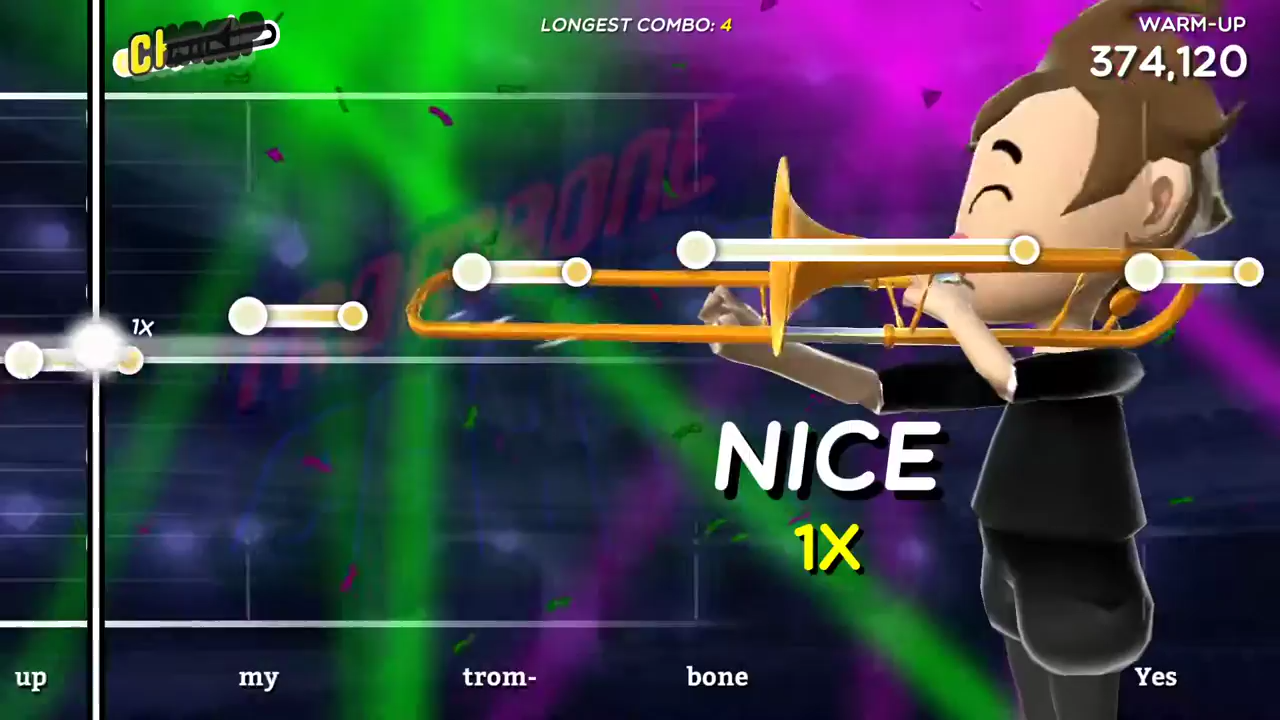 LONGEST COMBO: 4
WARM-UP
374,120
1X
NICE
1X
up my trom- bone Yes